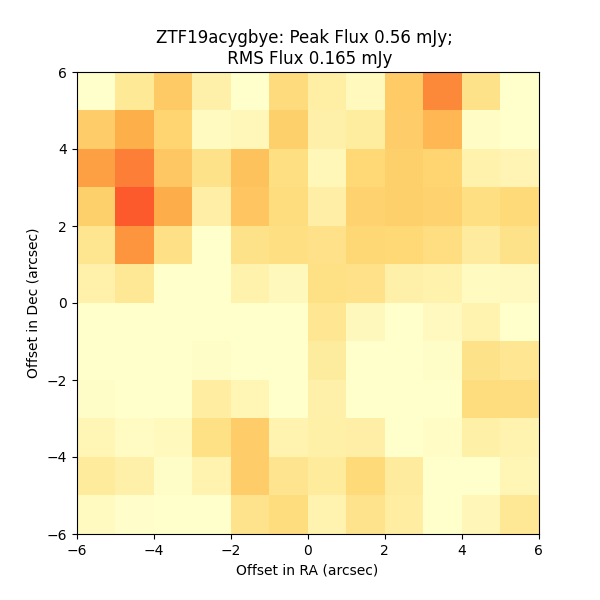 ZTF19acygbye: Peak Flux 0.56 mJy;
RMS Flux 0.165 mJy
6
4
2
0
−2
−4
−6
Offset in Dec (arcsec)
−6 −4 −2 0 2 4 6
Offset in RA (arcsec)